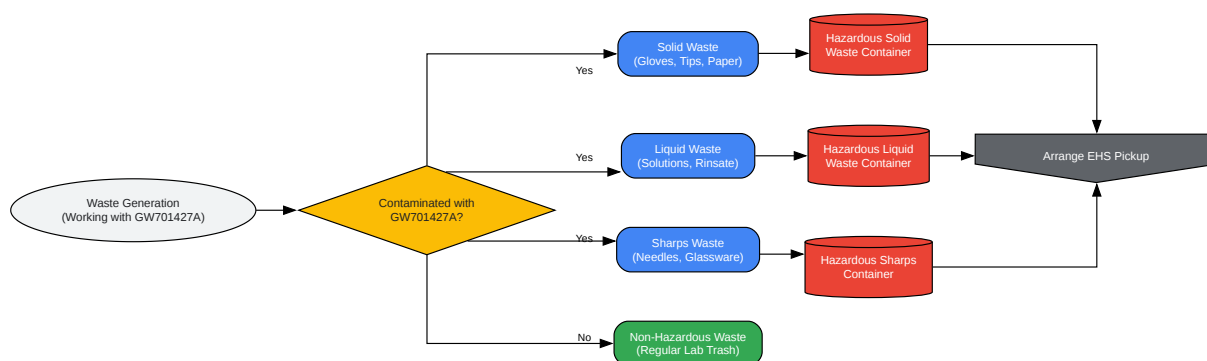 Waste Generation
(Working with GW701427A)
Contaminated with
GW701427A?
Yes
Solid Waste
(Gloves, Tips, Paper)
Hazardous Solid
Waste Container
Yes
Liquid Waste
(Solutions, Rinsate)
Hazardous Liquid
Waste Container
Arrange EHS Pickup
Yes
Sharps Waste
(Needles, Glassware)
Hazardous Sharps
Container
No
Non-Hazardous Waste
(Regular Lab Trash)